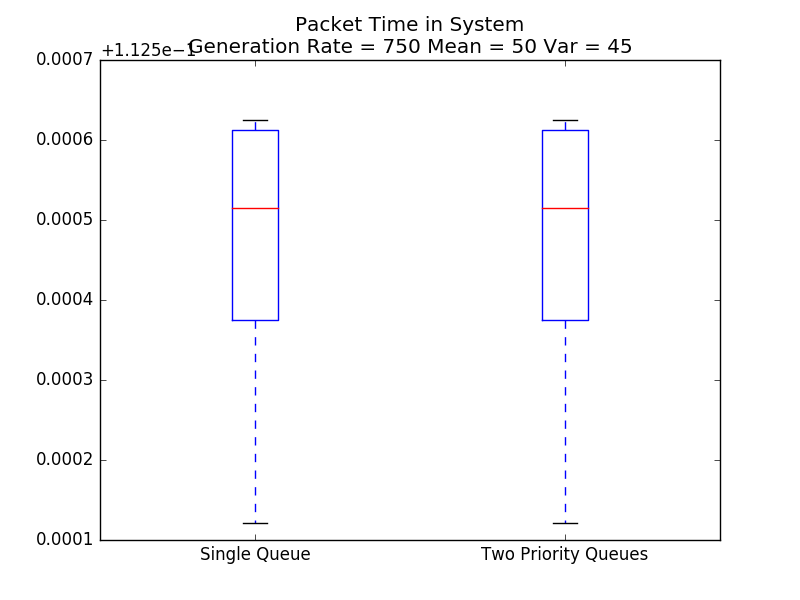 Packet Time in System
+1.125e−1
Generation Rate = 750 Mean = 50 Var = 45
0.0007
0.0006
0.0005
0.0004
0.0003
0.0002
0.0001
Single Queue
Two Priority Queues